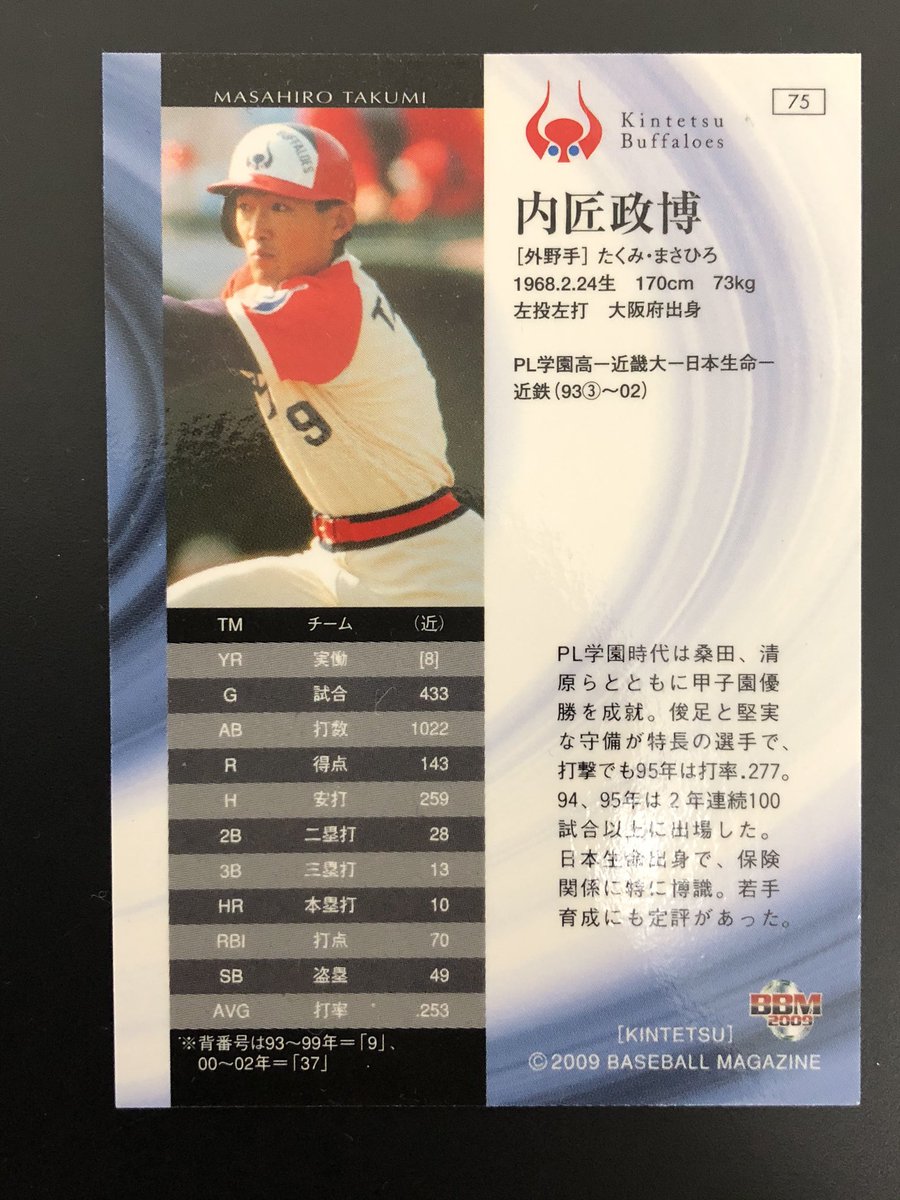 MASAHIRO TAKUMI
BUFFALOES
9
TM チーム (近)
YR 実働 [8]
G 試合 433
AB 打数 1022
R 得点 143
H 安打 259
2B 二塁打 28
3B 三塁打 13
HR 本塁打 10
RBI 打点 70
SB 盗塁 49
AVG 打率 .253
※背番号は93〜99年=「9」、
00〜02年=「37」
75
Kintetsu
Buffaloes
内匠政博
[外野手] たくみ・まさひろ
1968.2.24生 170cm 73kg
左投左打 大阪府出身
PL学園高ー近畿大ー日本生命ー
近鉄(93③〜02)
PL学園時代は桑田、清
原らとともに甲子園優
勝を成就。俊足と堅実
な守備が特長の選手で、
打撃でも95年は打率.277。
94、95年は2年連続100
試合以上に出場した。
日本生命出身で、保険
関係に特に博識。若手
育成にも定評があった。
BBM
2009
[KINTETSU]
©2009 BASEBALL MAGAZINE